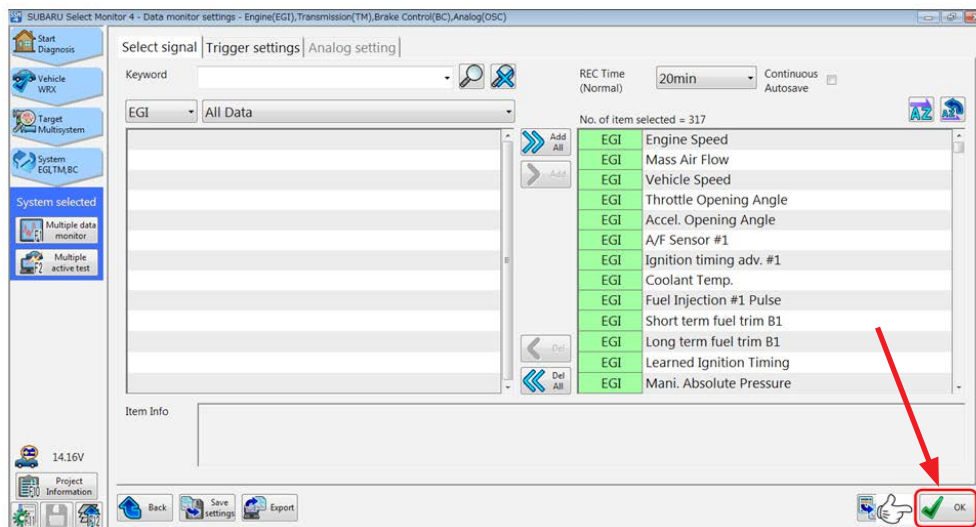 SUBARU Select Monitor 4 - Data monitor settings - Engine(EGI),Transmission(TM),Brake Control(BC),Analog(OSC)
Start
Diagnosis
Vehicle
WRX
Target
Multisystem
System
EGI,TM,BC
System selected
Multiple data
monitor
F1
Multiple
active test
F2
14.16V
Project
Information
F10
F11
F12
Select signal
Trigger settings
Analog setting
Keyword
REC Time
(Normal)
20min
Continuous
Autosave
EGI
All Data
No. of item selected = 317
AZ
Add
All
Add
Del
Del
All
EGI Engine Speed
EGI Mass Air Flow
EGI Vehicle Speed
EGI Throttle Opening Angle
EGI Accel. Opening Angle
EGI A/F Sensor #1
EGI Ignition timing adv. #1
EGI Coolant Temp.
EGI Fuel Injection #1 Pulse
EGI Short term fuel trim B1
EGI Long term fuel trim B1
EGI Learned Ignition Timing
EGI Mani. Absolute Pressure
Item Info
Back
Save
settings
Export
OK